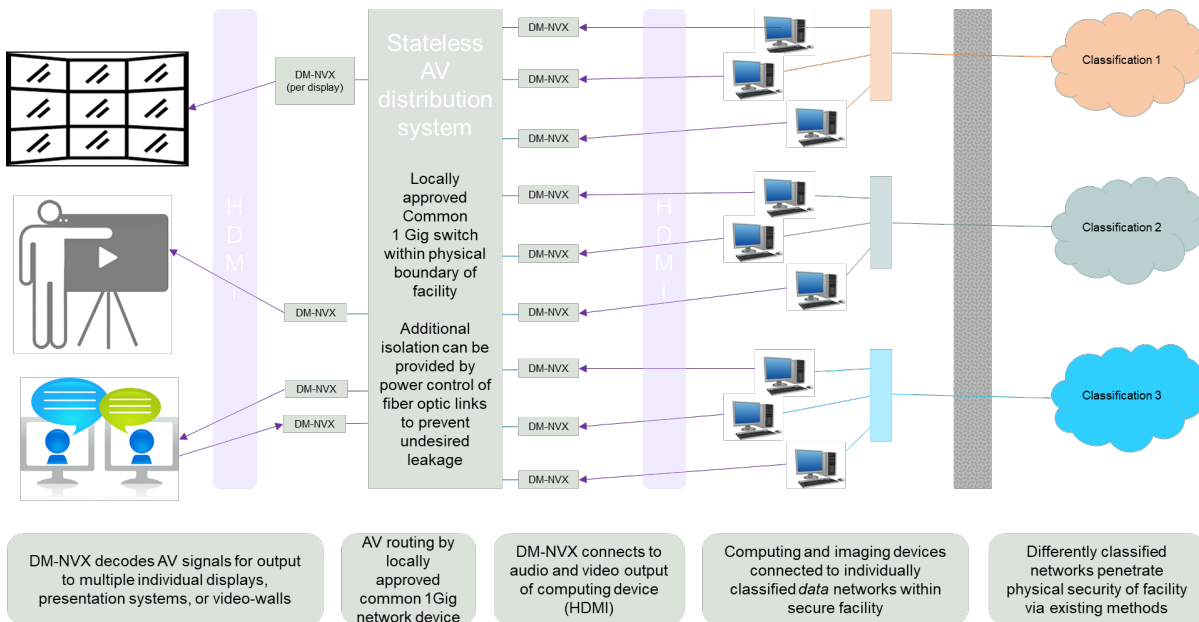 DM-NVX
(per display)
HDMI
DM-NVX
DM-NVX
DM-NVX
Stateless
AV
distribution
system
Locally
approved
Common
1 Gig switch
within physical
boundary of
facility
Additional
isolation can be
provided by
power control of
fiber optic links
to prevent
undesired
leakage
DM-NVX
DM-NVX
DM-NVX
DM-NVX
DM-NVX
DM-NVX
DM-NVX
DM-NVX
DM-NVX
HDMI
Classification 1
Classification 2
Classification 3
DM-NVX decodes AV signals for output
to multiple individual displays,
presentation systems, or video-walls
AV routing by
locally
approved
common 1Gig
network device
DM-NVX connects to
audio and video output
of computing device
(HDMI)
Computing and imaging devices
connected to individually
classified data networks within
secure facility
Differently classified
networks penetrate
physical security of facility
via existing methods